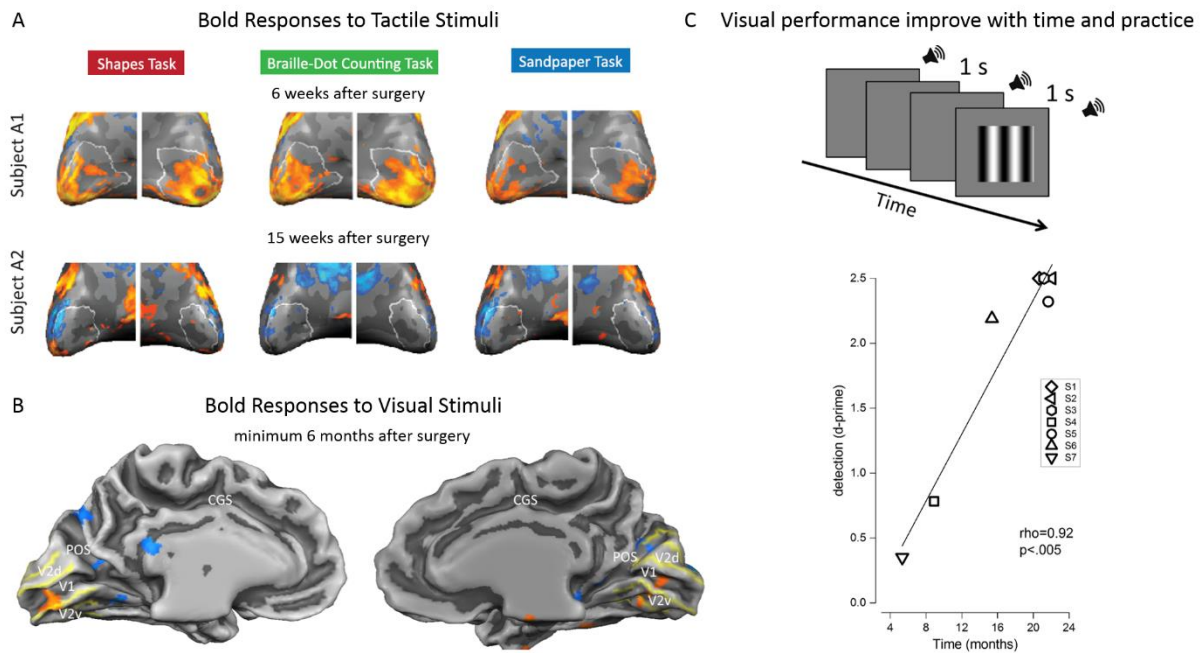 A
Bold Responses to Tactile Stimuli
Shapes Task
Braille-Dot Counting Task
Sandpaper Task
6 weeks after surgery
Subject A1
15 weeks after surgery
Subject A2
B
Bold Responses to Visual Stimuli
minimum 6 months after surgery
CGS
POS
V2d
V1
V2v
CGS
POS
V2d
V1
V2v
C
Visual performance improve with time and practice
1 s
1 s
Time
2.5
2.0
1.5
1.0
0.5
0.0
detection (d-prime)
S1
S2
S3
S4
S5
S6
S7
rho=0.92
p<.005
4 8 12 16 20 24
Time (months)